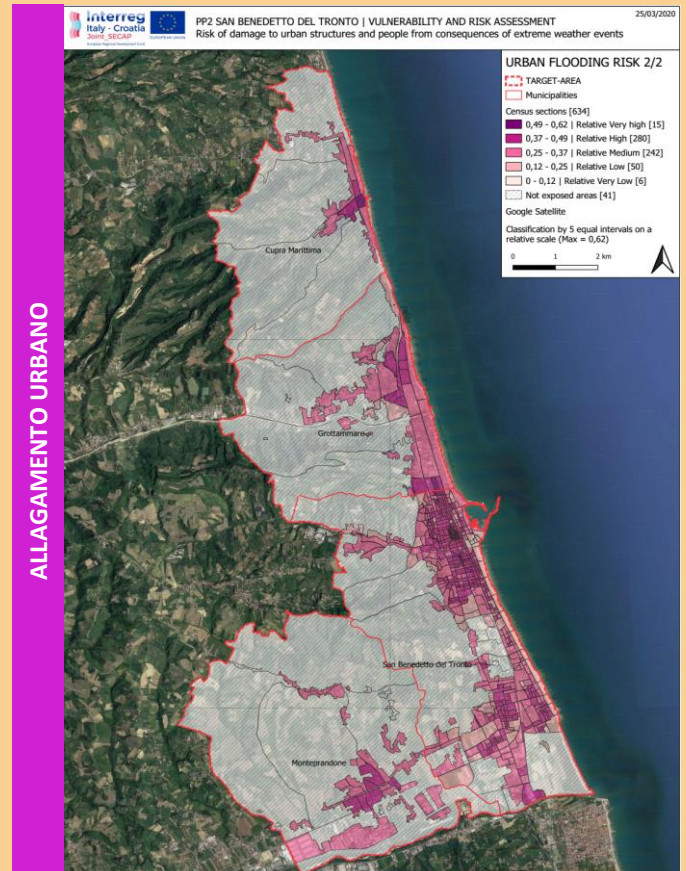 ALLAGAMENTO URBANO
Interreg
Italy - Croatia
Joint_SECAP
European Regional Development Fund
EUROPEAN UNION
PP2 SAN BENEDETTO DEL TRONTO | VULNERABILITY AND RISK ASSESSMENT
Risk of damage to urban structures and people from consequences of extreme weather events
25/03/2020
URBAN FLOODING RISK 2/2
TARGET-AREA
Municipalities
Census sections [634]
0,49 - 0,62 | Relative Very high [15]
0,37 - 0,49 | Relative High [280]
0,25 - 0,37 | Relative Medium [242]
0,12 - 0,25 | Relative Low [50]
0 - 0,12 | Relative Very Low [6]
Not exposed areas [41]
Google Satellite
Classification by 5 equal intervals on a
relative scale (Max = 0,62)
0 1 2 km
Cupra Marittima
Grottammare
San Benedetto del Tronto
Monteprandone